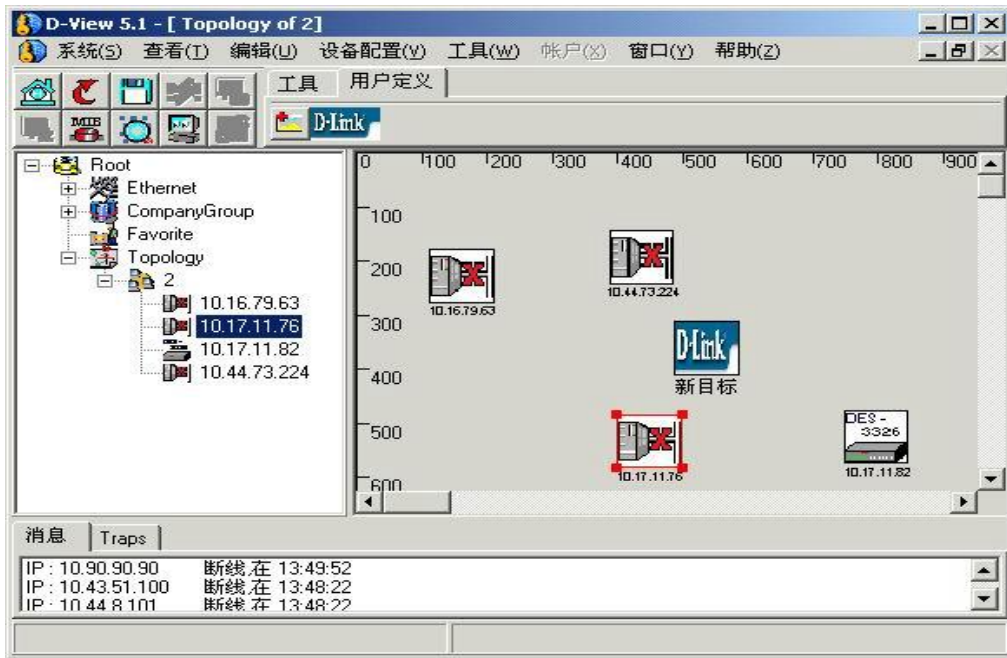 D-View 5.1 - [ Topology of 2]
系统(S) 查看(T) 编辑(U) 设备配置(V) 工具(W) 帐户(X) 窗口(Y) 帮助(Z)
工具 用户定义
MIB
D-Link
Root
Ethernet
CompanyGroup
Favorite
Topology
2
10.16.79.63
10.17.11.76
10.17.11.82
10.44.73.224
0 100 200 300 400 500 600 700 800 900
100
200
300
400
500
600
10.16.79.63
10.44.73.224
D-Link
新目标
10.17.11.76
DES-
3326
10.17.11.82
消息 Traps
IP : 10.90.90.90 断线,在 13:49:52
IP : 10.43.51.100 断线,在 13:48:22
IP : 10.44.8.101 断线,在 13:48:22